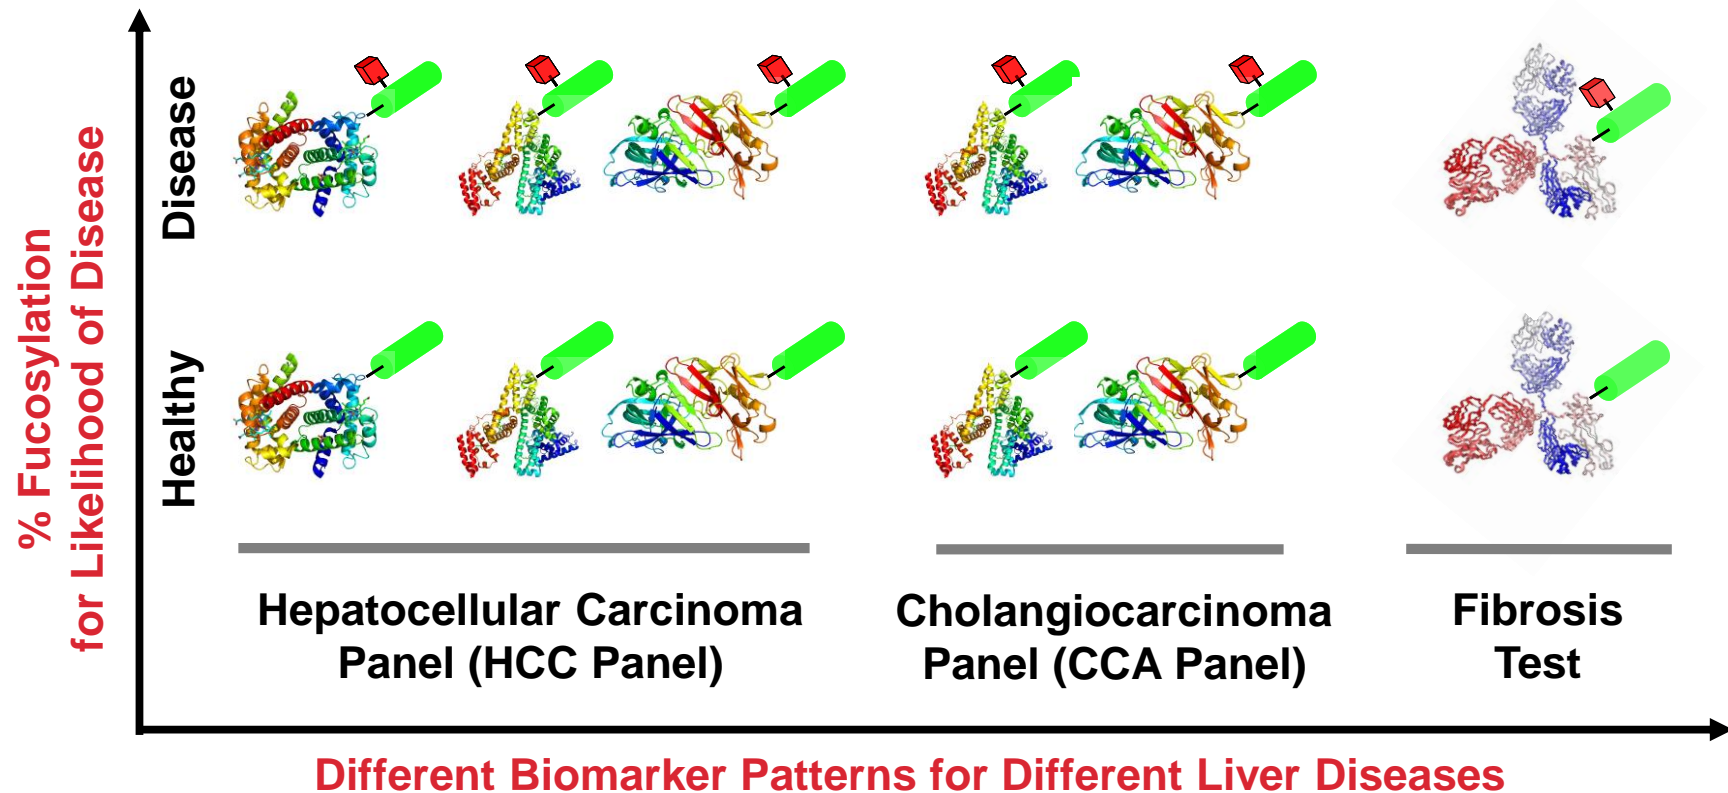 % Fucosylation
for Likelihood of Disease
Disease
Healthy
Hepatocellular Carcinoma
Panel (HCC Panel)
Cholangiocarcinoma
Panel (CCA Panel)
Fibrosis
Test
Different Biomarker Patterns for Different Liver Diseases